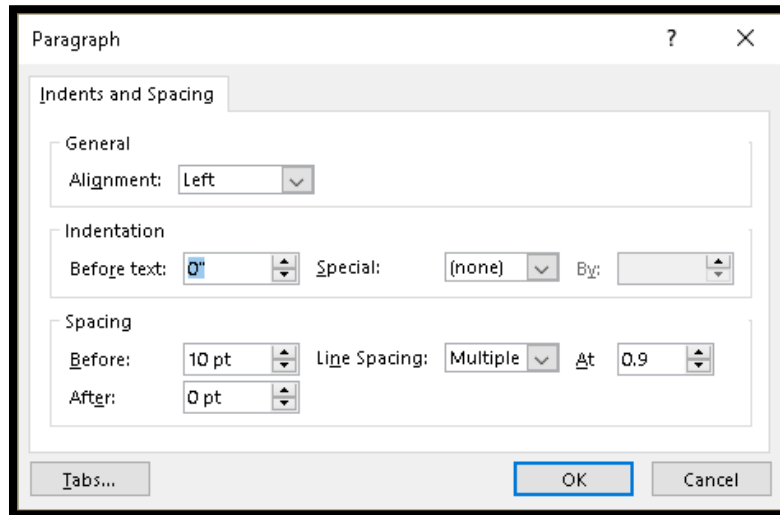 Paragraph ? ×
Indents and Spacing
General
Alignment: Left
Indentation
Before text: 0" Special: (none) By:
Spacing
Before: 10 pt Line Spacing: Multiple At 0.9
After: 0 pt
Tabs... OK Cancel